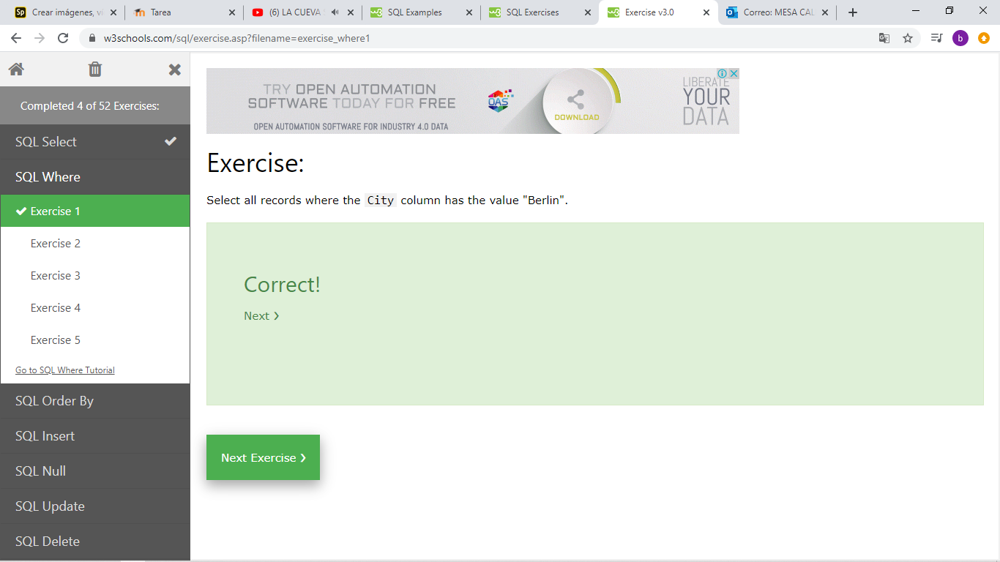 Crear imágenes, ví
Tarea
(6) LA CUEVA S
SQL Examples
SQL Exercises
Exercise v3.0
Correo: MESA CAL
w3schools.com/sql/exercise.asp?filename=exercise_where1
b
Completed 4 of 52 Exercises:
SQL Select
SQL Where
Exercise 1
Exercise 2
Exercise 3
Exercise 4
Exercise 5
Go to SQL Where Tutorial
SQL Order By
SQL Insert
SQL Null
SQL Update
SQL Delete
TRY OPEN AUTOMATION
SOFTWARE TODAY FOR FREE
OPEN AUTOMATION SOFTWARE FOR INDUSTRY 4.0 DATA
OAS
DOWNLOAD
LIBERATE
YOUR
DATA
Exercise:
Select all records where the City column has the value "Berlin".
Correct!
Next ❯
Next Exercise ❯